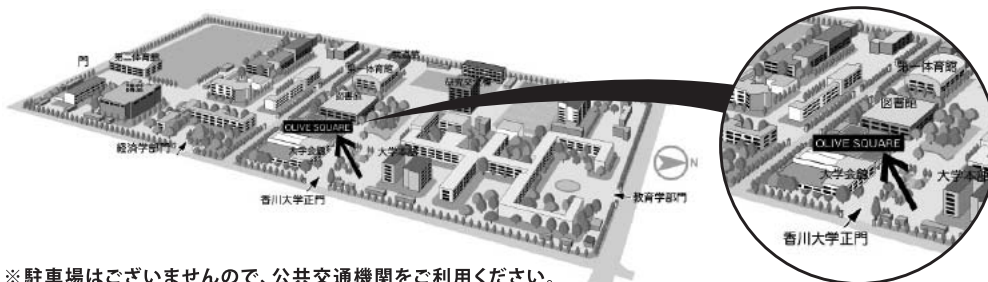 門
第二体育館
第一体育館
図書館
OLIVE SQUARE
経済学部門
大学会館
大学本部
香川大学正門
N
教育学部門
第一体育館
図書館
OLIVE SQUARE
大学会館
大学本部
香川大学正門
※駐車場はございませんので、公共交通機関をご利用ください。